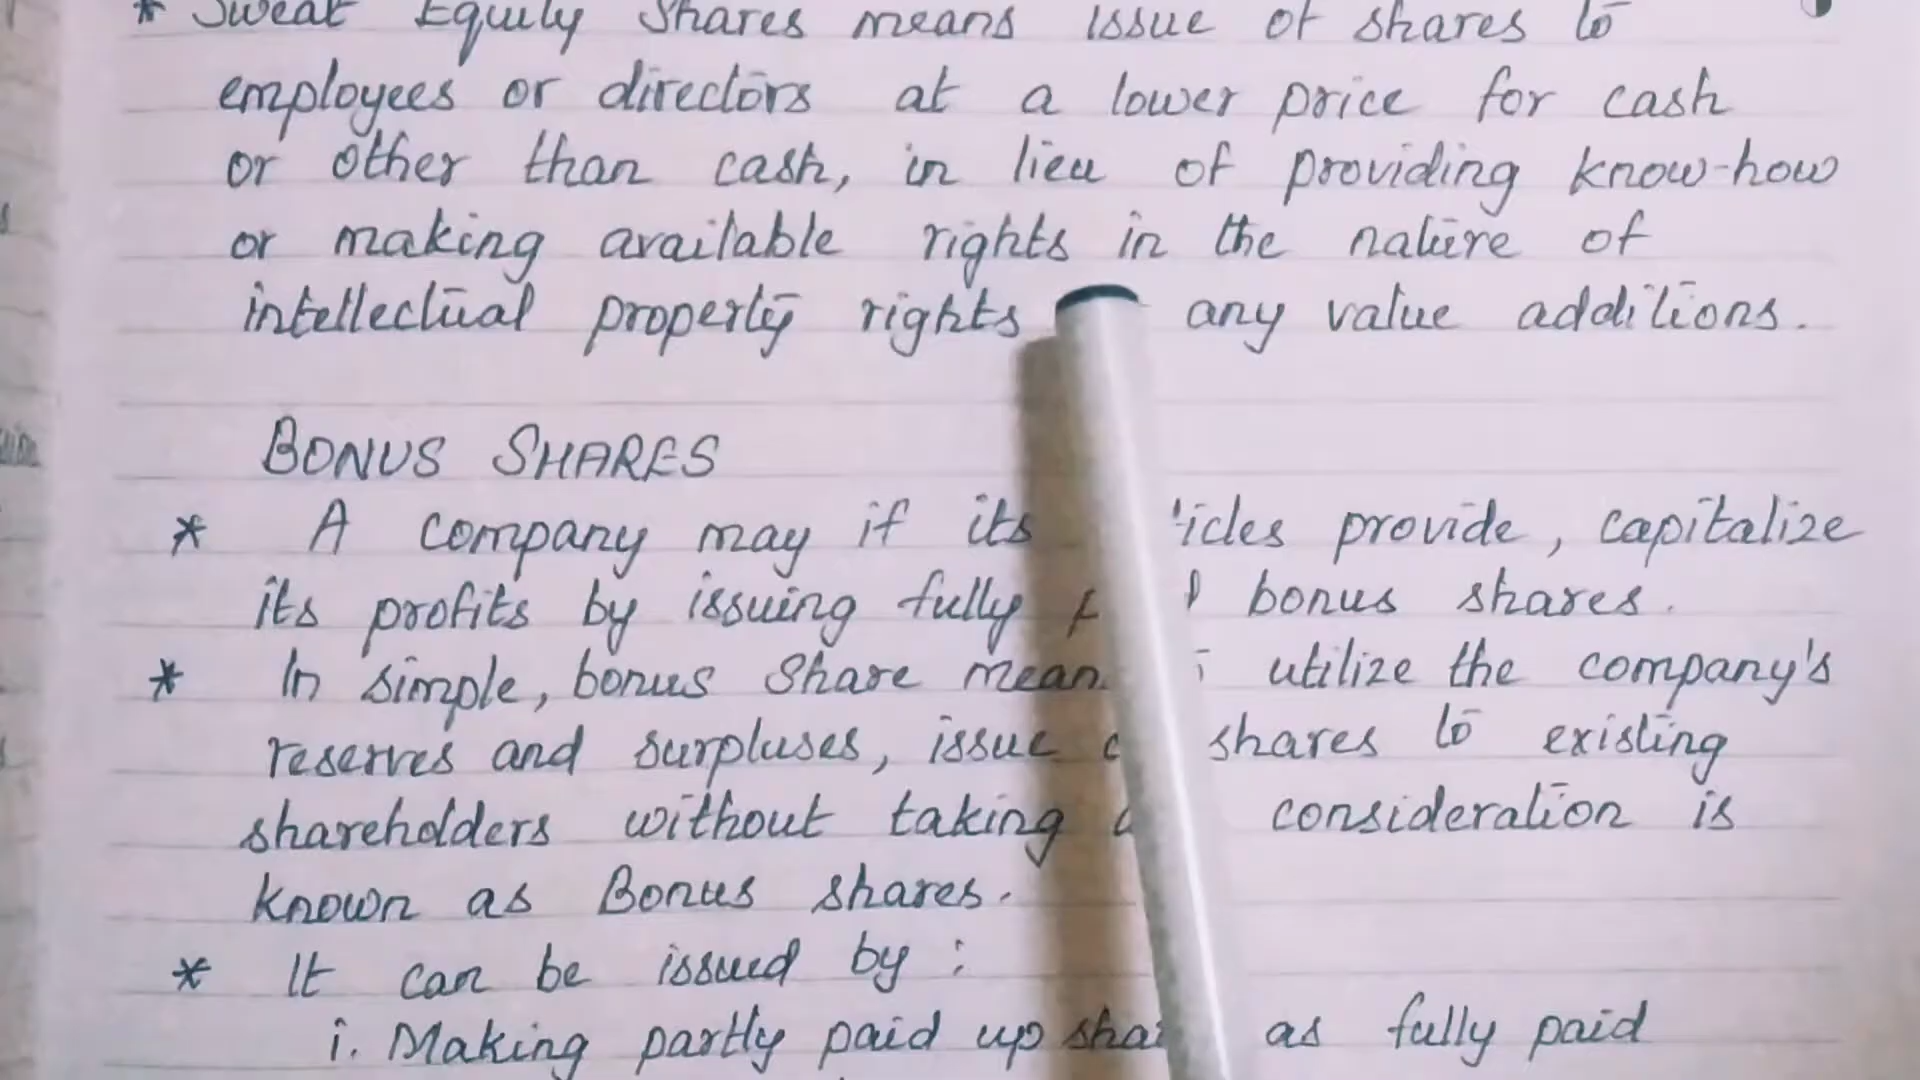 * Sweat Equity Shares means issue of shares to
employees or directors at a lower price for cash
or other than cash, in lieu of providing know-how
or making available rights in the nature of
intellectual property rights any value additions.
BONUS SHARES
* A company may if its provide, capitalize
its profits by issuing fully bonus shares.
* In simple, bonus Share utilize the company's
reserves and surpluses, issue shares to existing
shareholders without taking consideration is
known as Bonus shares.
* It can be issued by :
i. Making partly paid up as fully paid